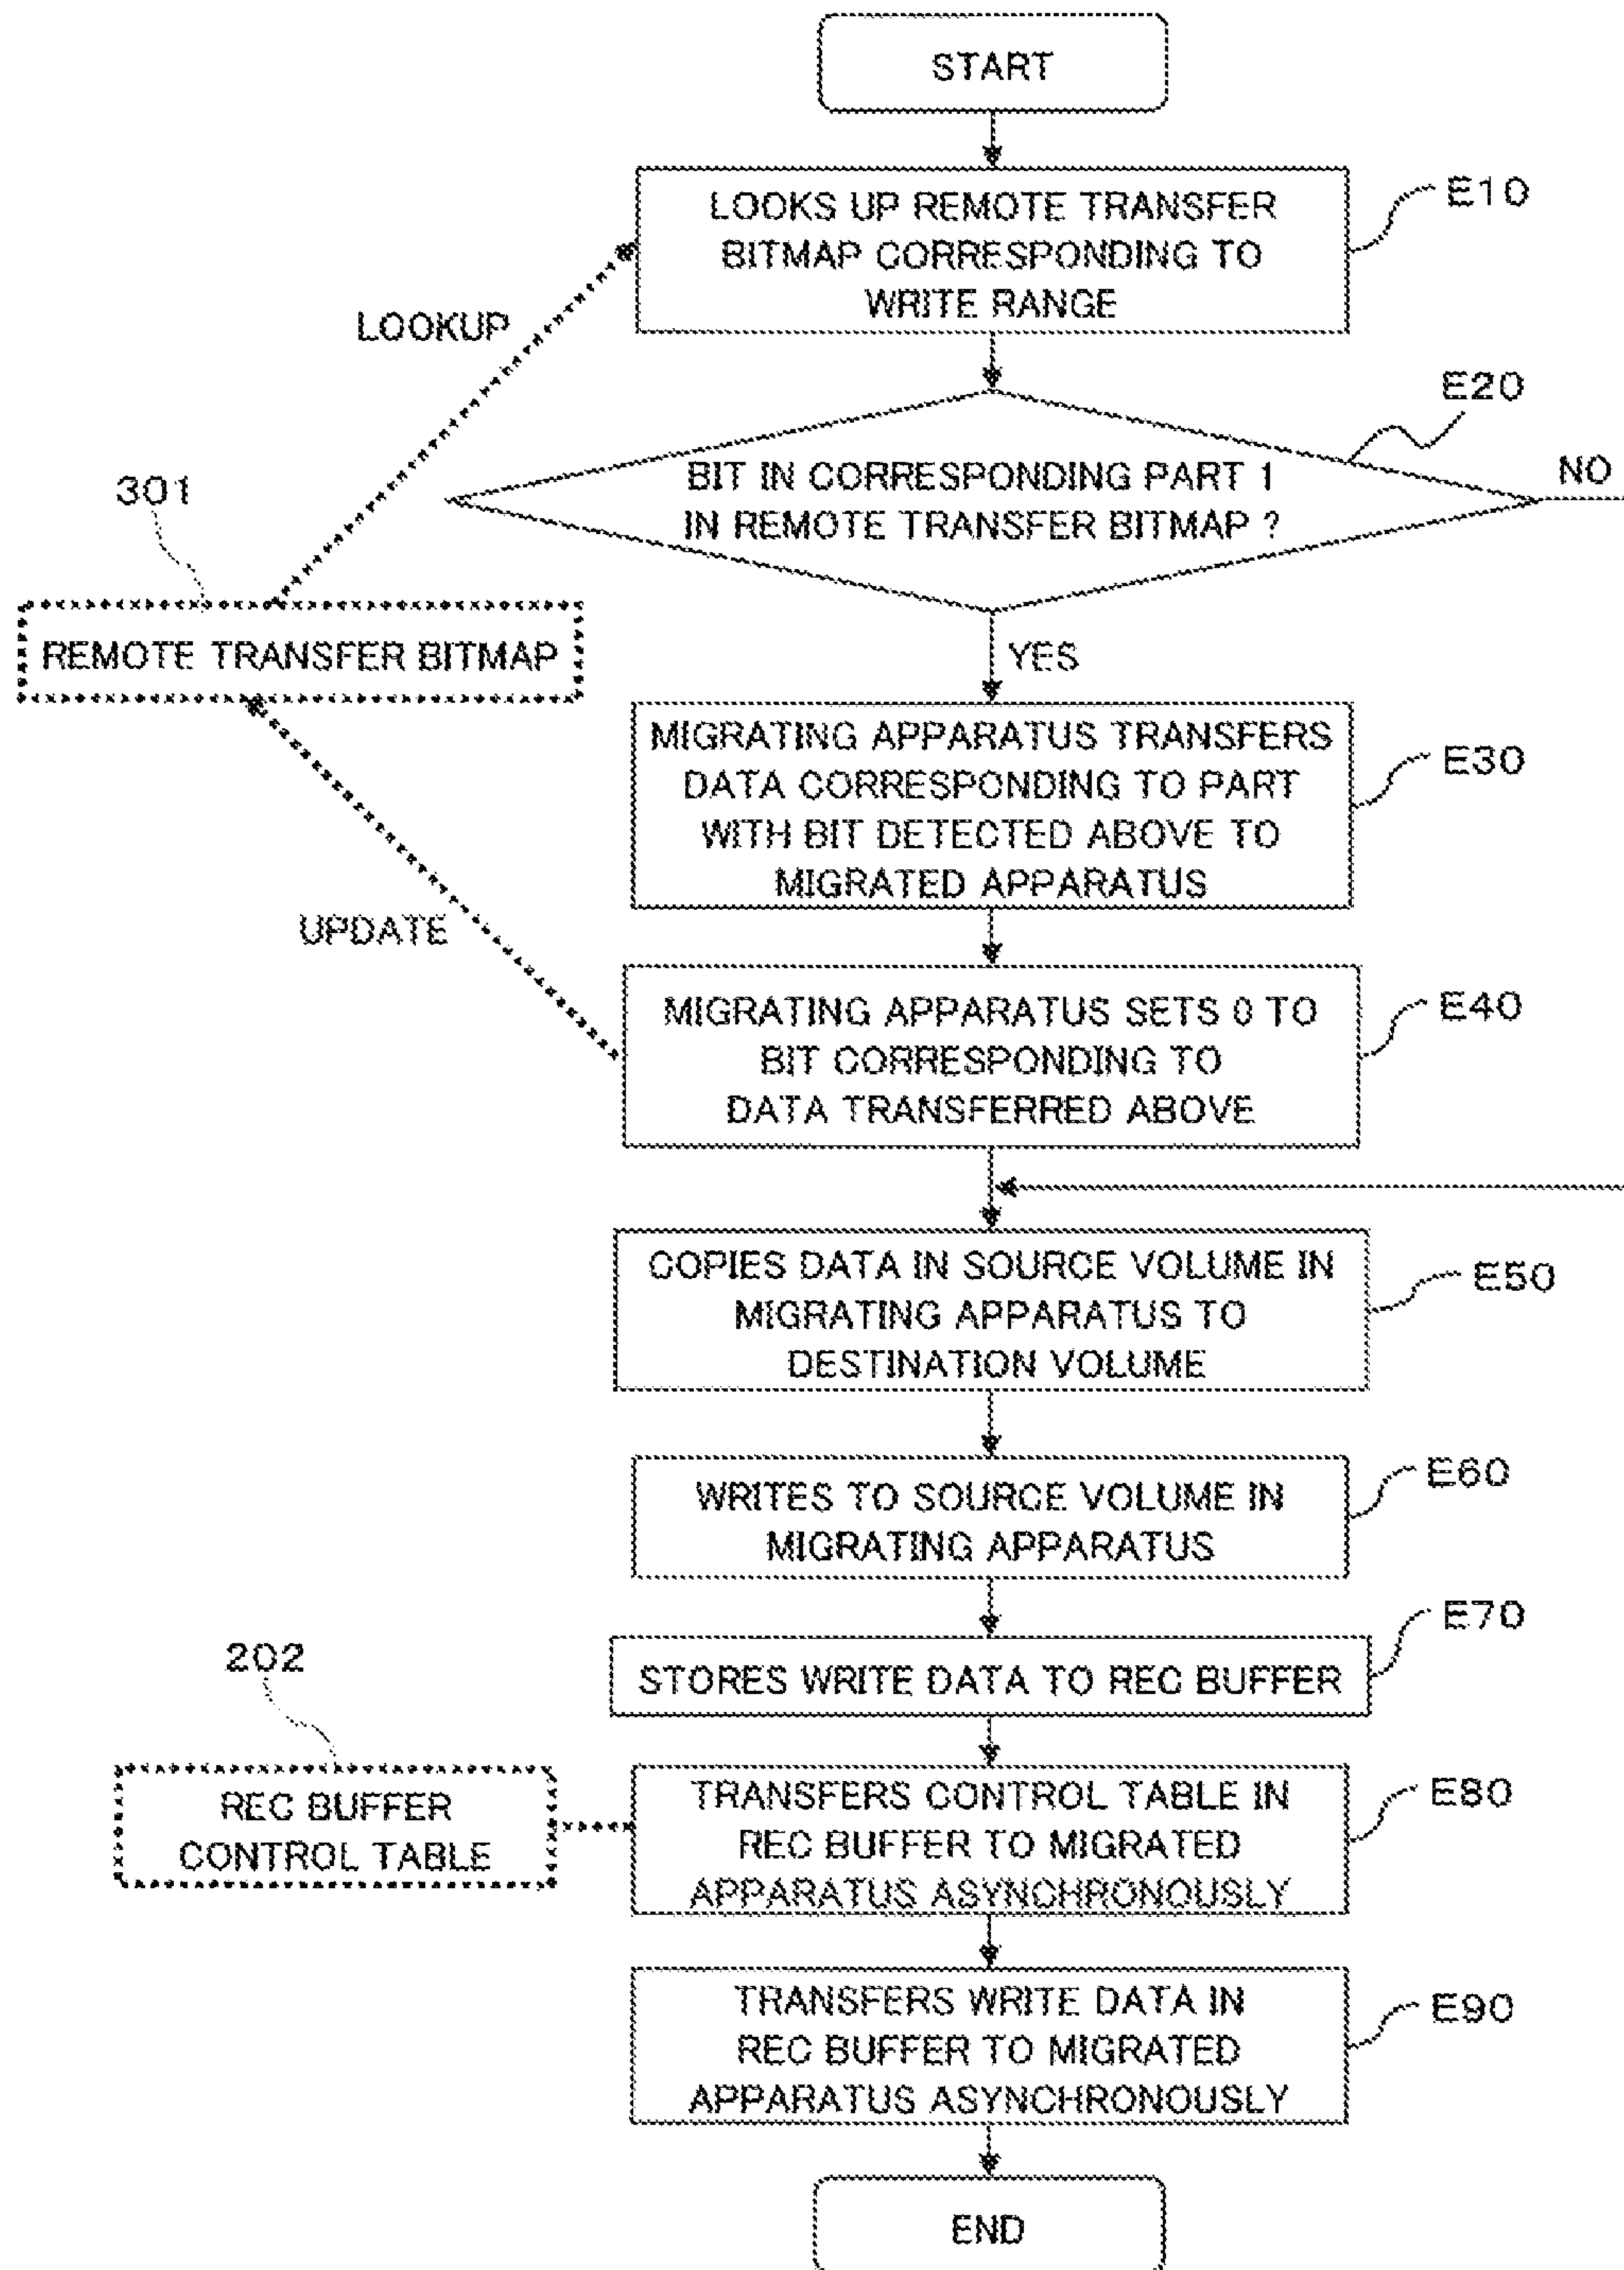 START
LOOKS UP REMOTE TRANSFER
BITMAP CORRESPONDING TO
WRITE RANGE
E10
LOOKUP
E20
BIT IN CORRESPONDING PART 1
IN REMOTE TRANSFER BITMAP ?
NO
301
REMOTE TRANSFER BITMAP
YES
MIGRATING APPARATUS TRANSFERS
DATA CORRESPONDING TO PART
WITH BIT DETECTED ABOVE TO
MIGRATED APPARATUS
E30
UPDATE
MIGRATING APPARATUS SETS 0 TO
BIT CORRESPONDING TO
DATA TRANSFERRED ABOVE
E40
COPIES DATA IN SOURCE VOLUME IN
MIGRATING APPARATUS TO
DESTINATION VOLUME
E50
WRITES TO SOURCE VOLUME IN
MIGRATING APPARATUS
E60
STORES WRITE DATA TO REC BUFFER
E70
202
REC BUFFER
CONTROL TABLE
TRANSFERS CONTROL TABLE IN
REC BUFFER TO MIGRATED
APPARATUS ASYNCHRONOUSLY
E80
TRANSFERS WRITE DATA IN
REC BUFFER TO MIGRATED
APPARATUS ASYNCHRONOUSLY
E90
END